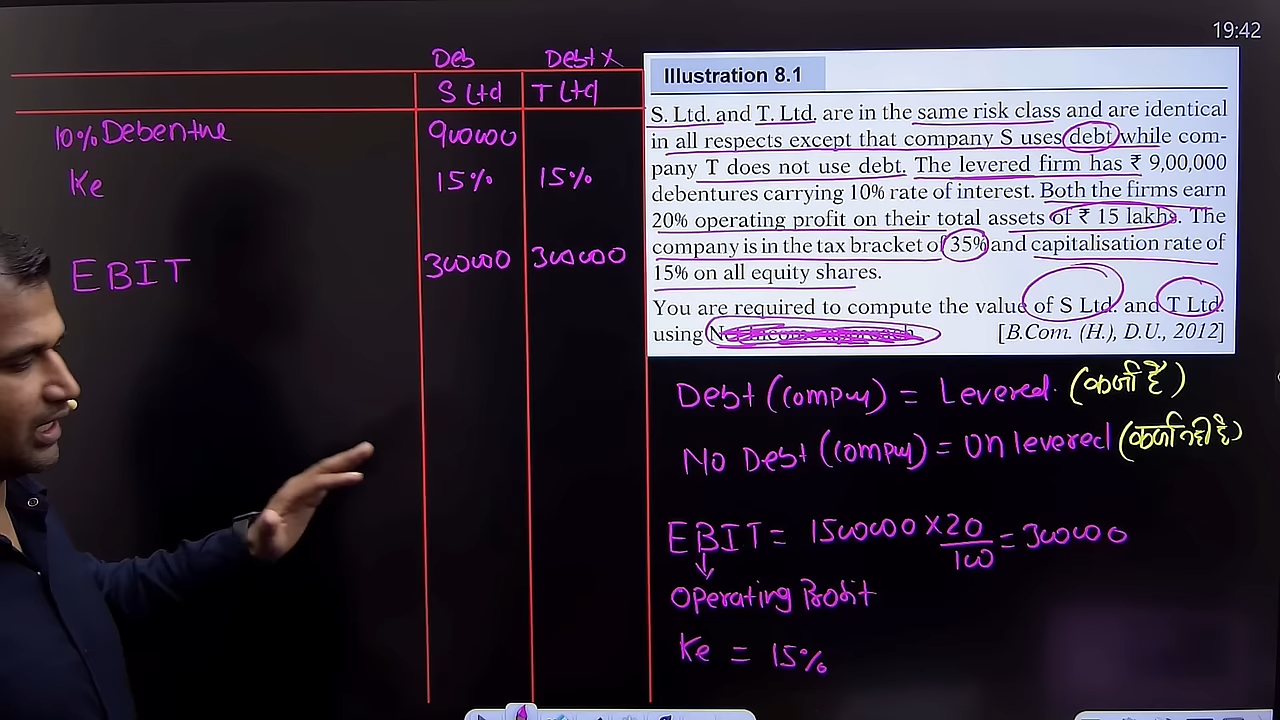 19:42
Deb Debt X
S Ltd T Ltd
10% Debenture 900000
Ke 15% 15%
EBIT 300000 300000
Illustration 8.1
S. Ltd. and T. Ltd. are in the same risk class and are identical
in all respects except that company S uses debt while com-
pany T does not use debt. The levered firm has ₹ 9,00,000
debentures carrying 10% rate of interest. Both the firms earn
20% operating profit on their total assets of ₹ 15 lakhs. The
company is in the tax bracket of 35% and capitalisation rate of
15% on all equity shares.
You are required to compute the value of S Ltd. and T Ltd.
using Net Income approach. [B.Com. (H.), D.U., 2012]
Debt (Company) = Levered (कर्जा है)
No Debt (Company) = Un levered (कर्जा नहीं है)
EBIT = 1500000 × 20/100 = 300000
Operating Profit
Ke = 15%